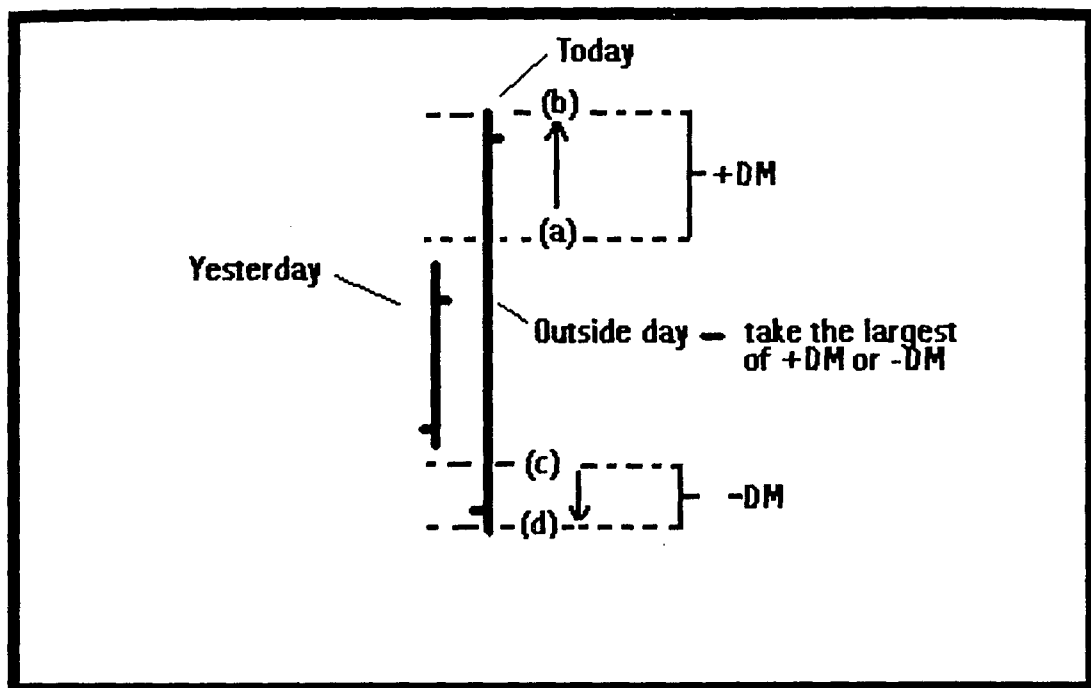 Today
(b)
+DM
(a)
Yesterday
Outside day – take the largest
of +DM or -DM
(c)
-DM
(d)